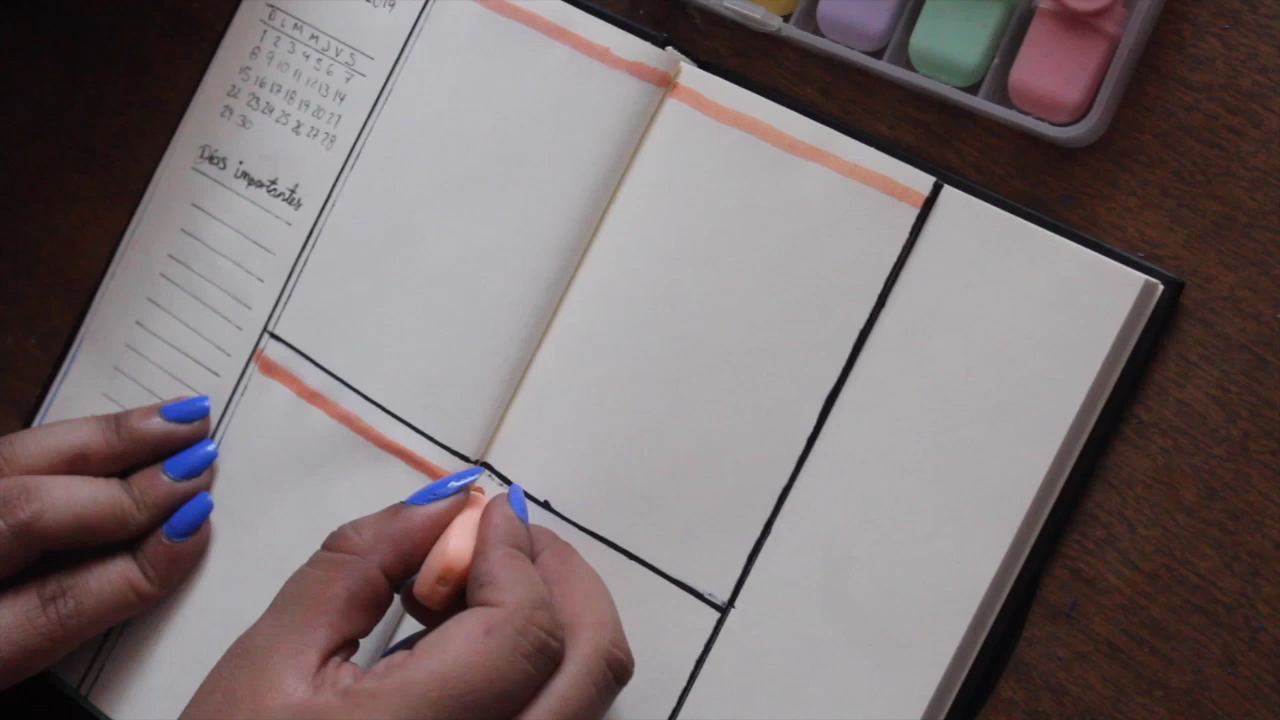 2019
D L M M J V S
1 2 3 4 5 6 7
8 9 10 11 12 13 14
15 16 17 18 19 20 21
22 23 24 25 26 27 28
29 30
Días importantes